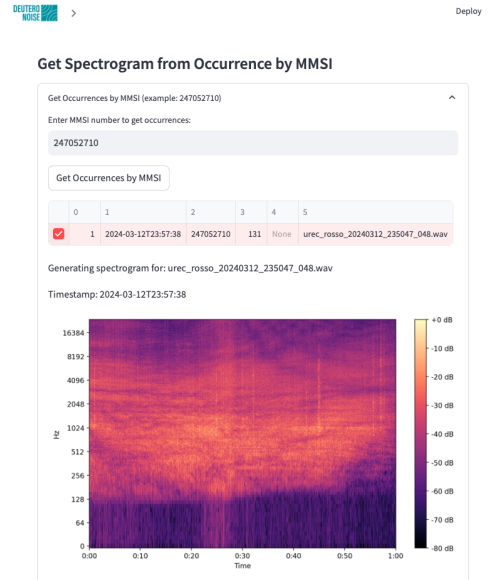 DEUTERO
NOISE
Deploy
Get Spectrogram from Occurrence by MMSI
Get Occurrences by MMSI (example: 247052710)
Enter MMSI number to get occurrences:
247052710
Get Occurrences by MMSI
0 1 2 3 4 5
1 2024-03-12T23:57:38 247052710 131 None urec_rosso_20240312_235047_048.wav
Generating spectrogram for: urec_rosso_20240312_235047_048.wav
Timestamp: 2024-03-12T23:57:38
16384
8192
4096
2048
1024
512
256
128
64
0
Hz
0:00 0:10 0:20 0:30 0:40 0:50 1:00
Time
+0 dB
-10 dB
-20 dB
-30 dB
-40 dB
-50 dB
-60 dB
-70 dB
-80 dB